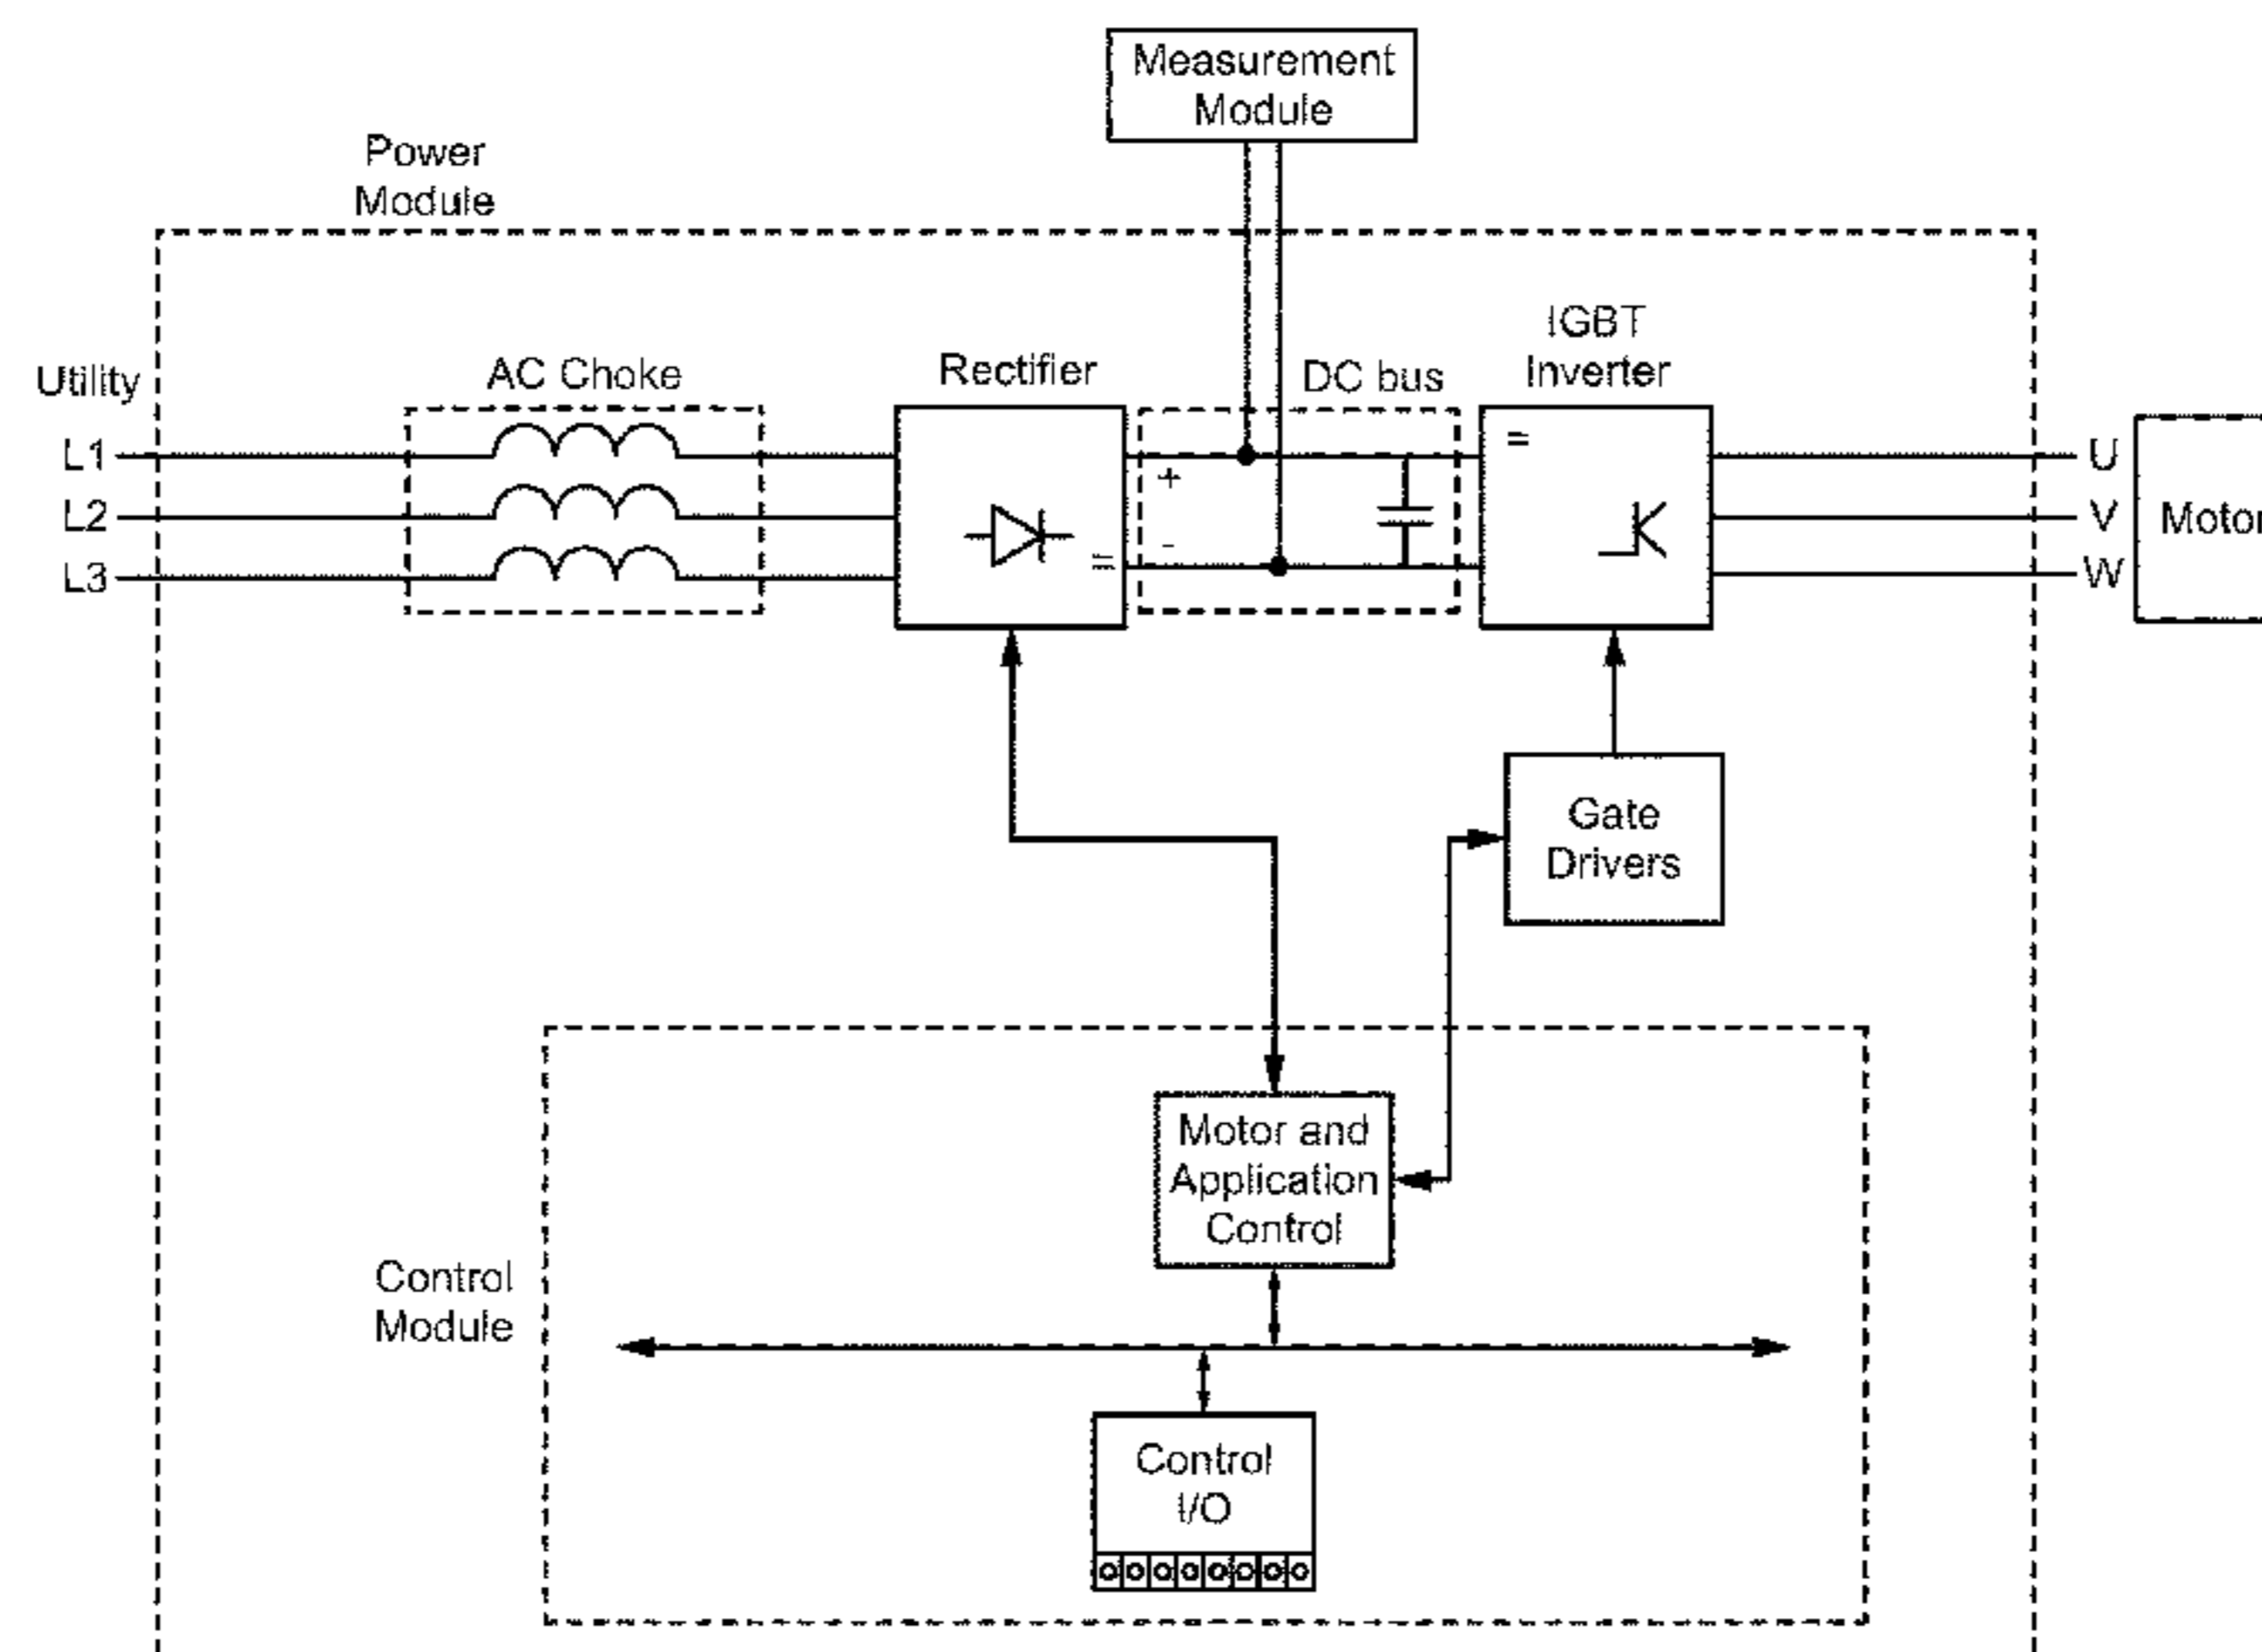 Measurement
Module
Power
Module
Utility
AC Choke
Rectifier
DC bus
IGBT
Inverter
L1
L2
L3
+
-
=
=
U
V
W
Motor
Gate
Drivers
Motor and
Application
Control
Control
Module
Control
I/O